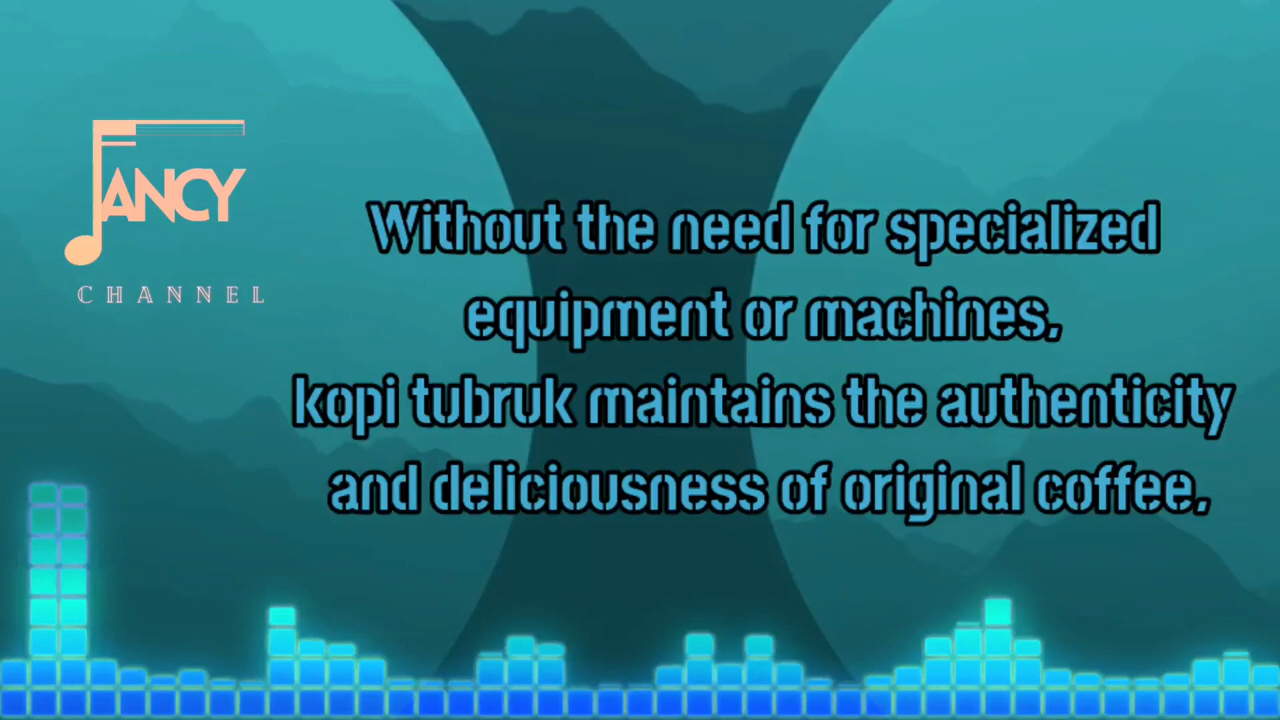 FANCY
CHANNEL
Without the need for specialized
equipment or machines,
kopi tubruk maintains the authenticity
and deliciousness of original coffee,